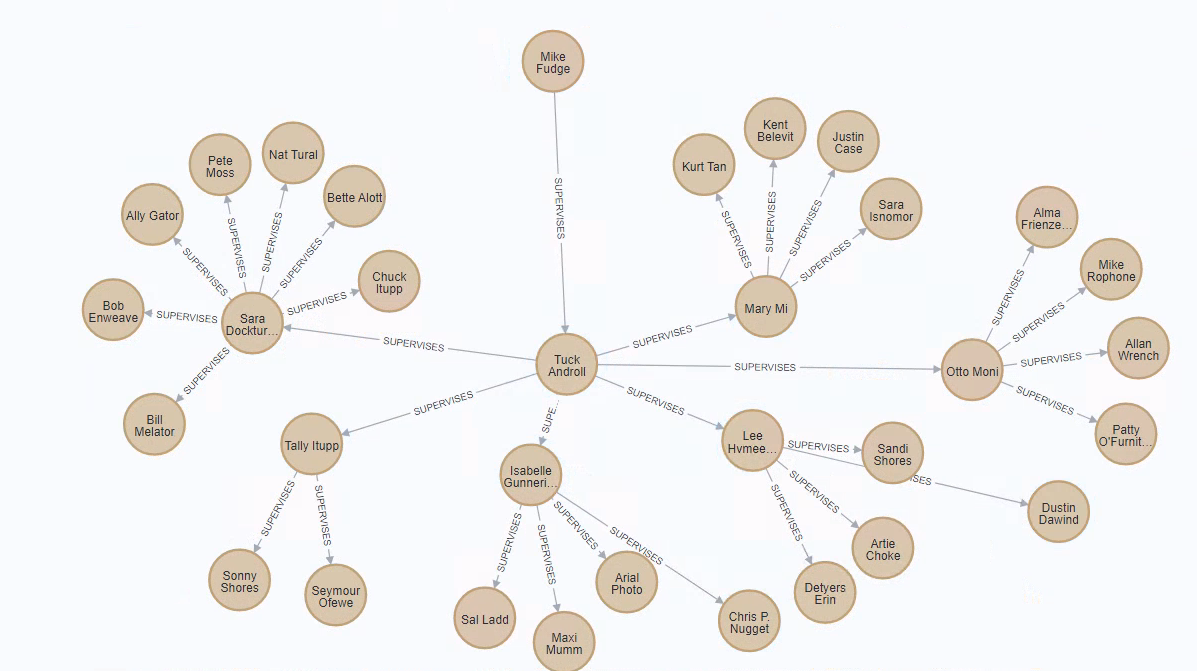 Mike
Fudge
SUPERVISES
Pete
Moss
Nat Tural
Ally Gator
Bette Alott
Chuck
Itupp
Bob
Enweave
Sara
Docktur...
Bill
Melator
SUPERVISES
SUPERVISES
SUPERVISES
SUPERVISES
SUPERVISES
SUPERVISES
SUPERVISES
SUPERVISES
Kurt Tan
Kent
Belevit
Justin
Case
Sara
Isnomor
Mary Mi
SUPERVISES
SUPERVISES
SUPERVISES
SUPERVISES
SUPERVISES
Alma
Frienze...
Mike
Rophone
Allan
Wrench
Patty
O'Furnit...
Otto Moni
SUPERVISES
SUPERVISES
SUPERVISES
SUPERVISES
SUPERVISES
Tuck
Androll
SUPERVISES
Tally Itupp
SUPERVISES
SUPERVISES
Sonny
Shores
Seymour
Ofewe
SUPE...
Isabelle
Gunneri...
SUPERVISES
SUPERVISES
SUPERVISES
SUPERVISES
Sal Ladd
Maxi
Mumm
Arial
Photo
Chris P.
Nugget
SUPERVISES
Lee
Hvmee...
SUPERVISES
ISES
SUPERVISES
SUPERVISES
Sandi
Shores
Dustin
Dawind
Artie
Choke
Detyers
Erin